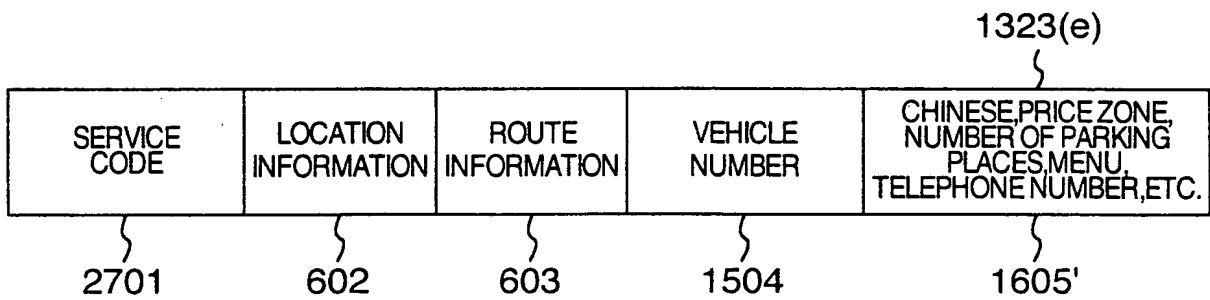 1323(e)
SERVICE
CODE
LOCATION
INFORMATION
ROUTE
INFORMATION
VEHICLE
NUMBER
CHINESE,PRICE ZONE,
NUMBER OF PARKING
PLACES,MENU,
TELEPHONE NUMBER,ETC.
2701
602
603
1504
1605'